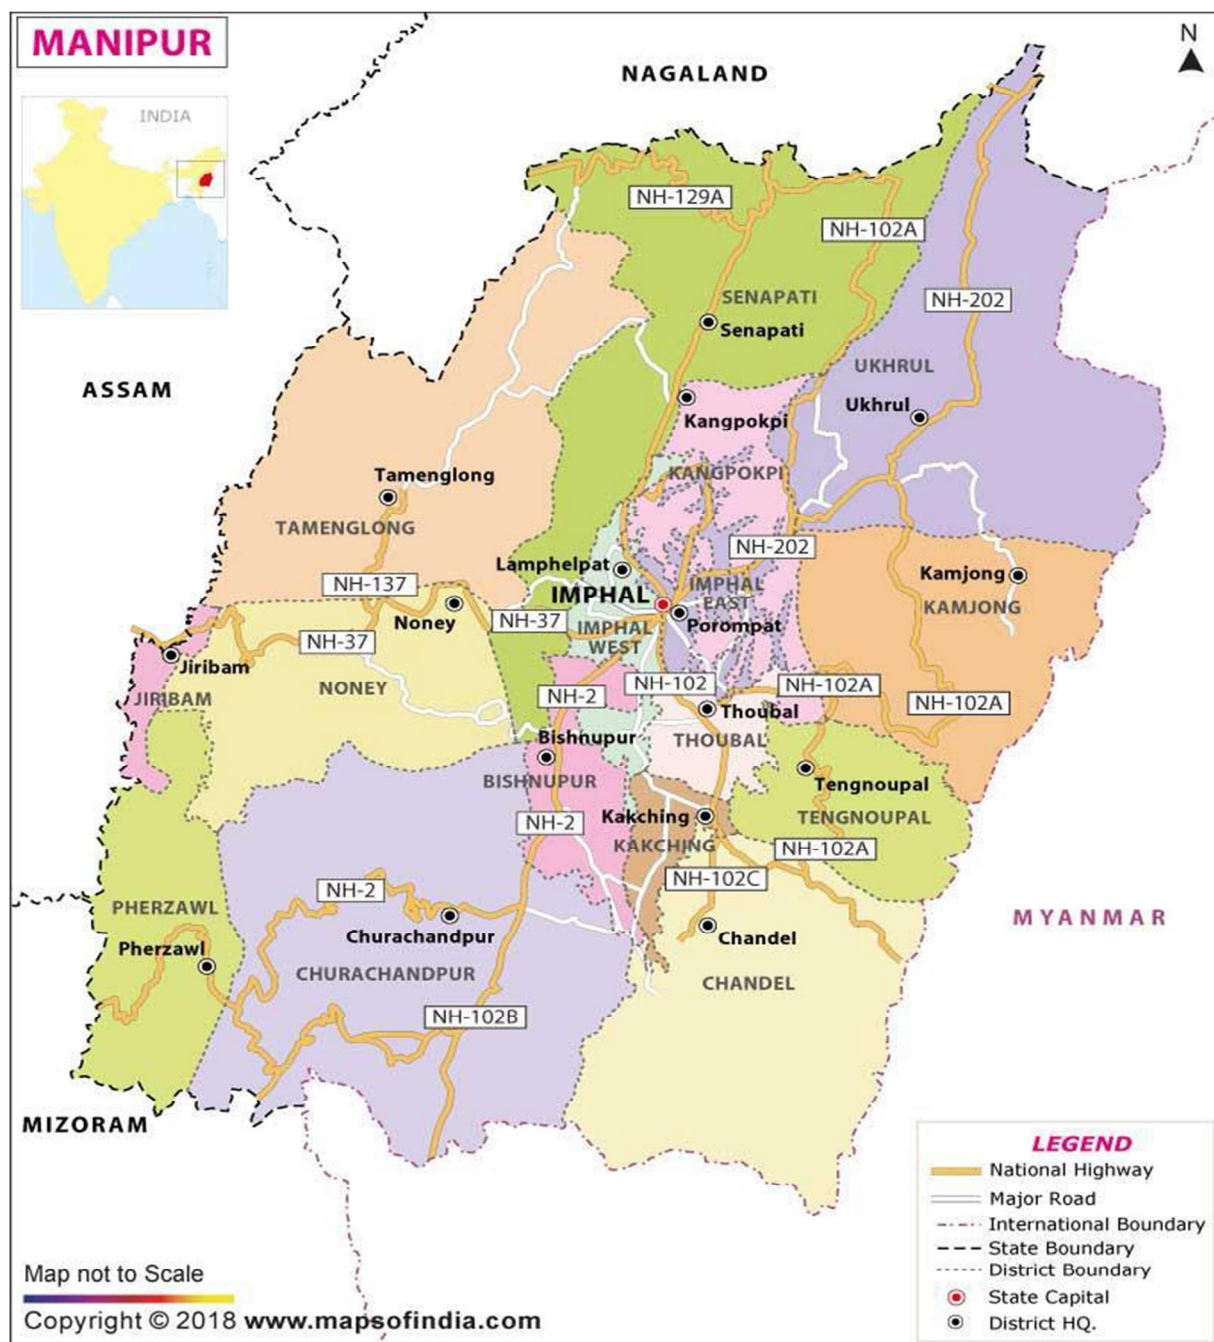 MANIPUR
N
NAGALAND
INDIA
NH-129A
NH-102A
SENAPATI
NH-202
Senapati
UKHRUL
ASSAM
Ukhrul
Kangpokpi
KANGPOKPI
Tamenglong
TAMENGLONG
NH-202
Lamphelpat
Kamjong
NH-137
IMPHAL
IMPHAL
EAST
KAMJONG
Noney
NH-37
Porompat
IMPHAL
WEST
NH-37
Jiribam
NONEY
JIRIBAM
NH-2
NH-102
NH-102A
NH-102A
Thoubal
Bishnupur
THOUBAL
BISHNUPUR
Tengnoupal
Kakching
TENGNOUPAL
NH-2
KAKCHING
NH-102A
NH-102C
NH-2
PHERZAWL
MYANMAR
Churachandpur
Chandel
Pherzawl
CHURACHANDPUR
CHANDEL
NH-102B
MIZORAM
LEGEND
National Highway
Major Road
International Boundary
State Boundary
District Boundary
State Capital
District HQ.
Map not to Scale
Copyright © 2018 www.mapsofindia.com